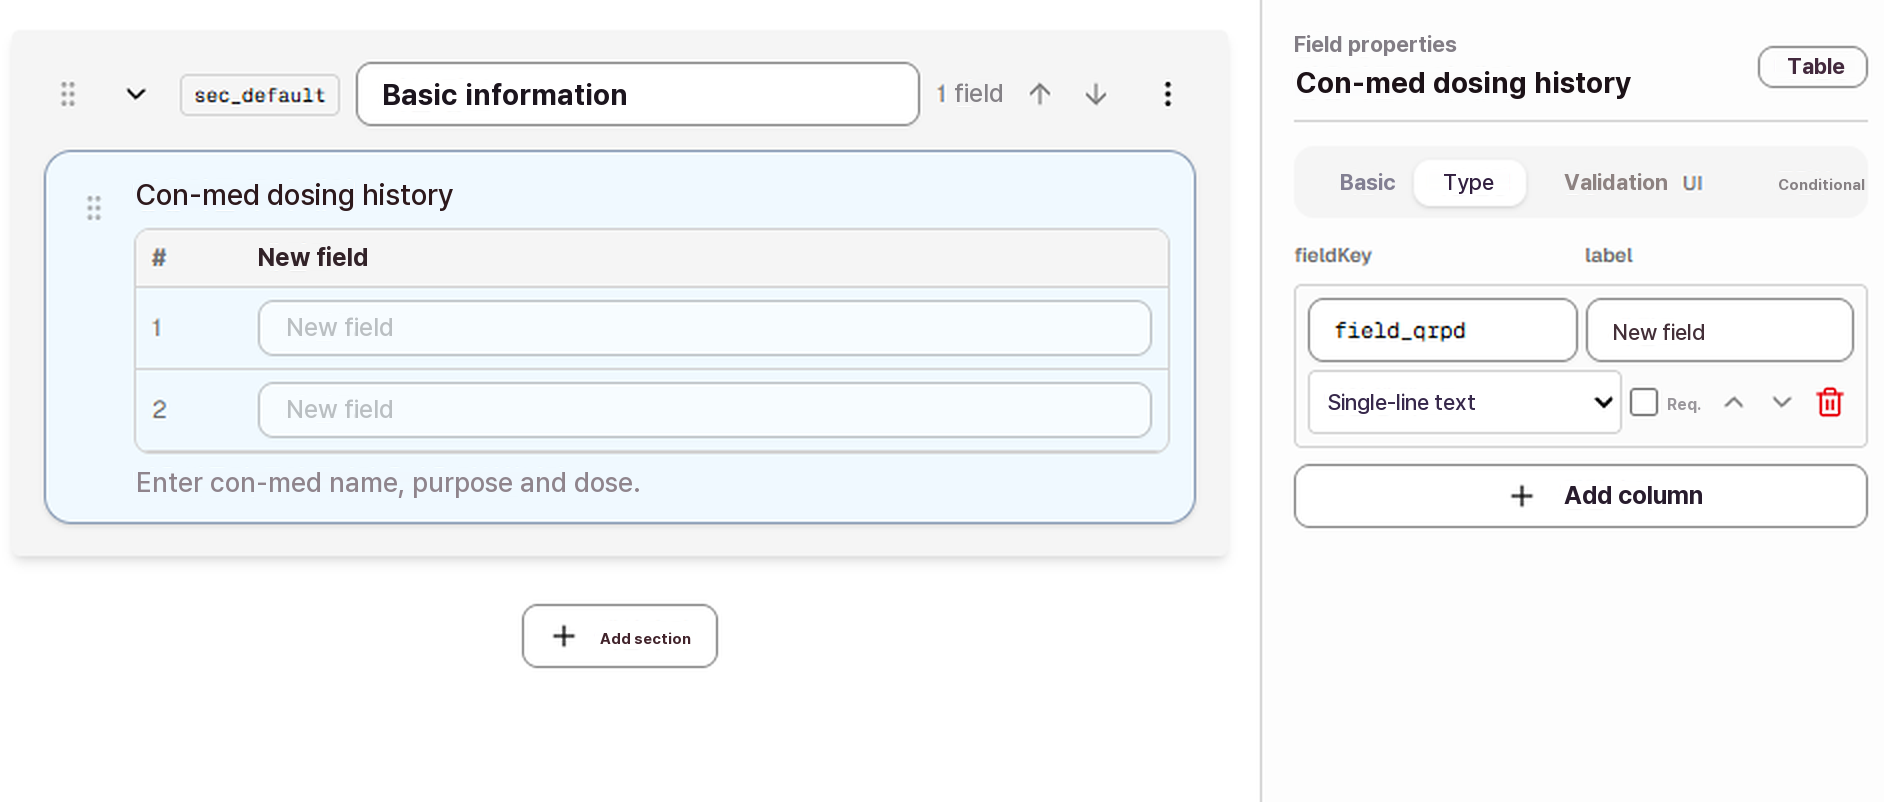 sec_default
Basic information
1 field
Con-med dosing history
# New field
1 New field
2 New field
Enter con-med name, purpose and dose.
Add section
Field properties
Con-med dosing history
Table
Basic Type Validation UI Conditional
fieldKey label
field_qrpd New field
Single-line text Req.
Add column